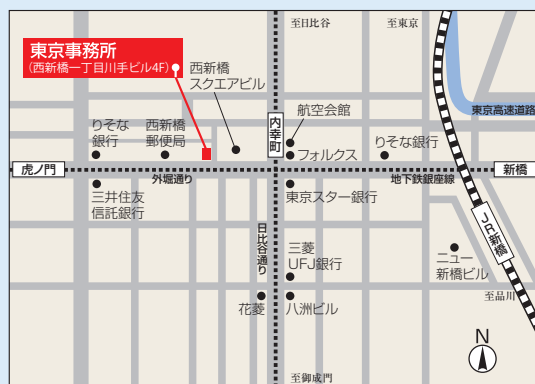 至日比谷
至東京
東京事務所
(西新橋一丁目川手ビル4F)
西新橋
スクエアビル
内幸町
航空会館
東京高速道路
りそな
銀行
西新橋
郵便局
フォルクス
りそな銀行
虎ノ門
外堀通り
地下鉄銀座線
新橋
三井住友
信託銀行
東京スター銀行
日比谷通り
JR新橋
三菱
UFJ銀行
ニュー
新橋ビル
至品川
花菱
八洲ビル
N
至御成門